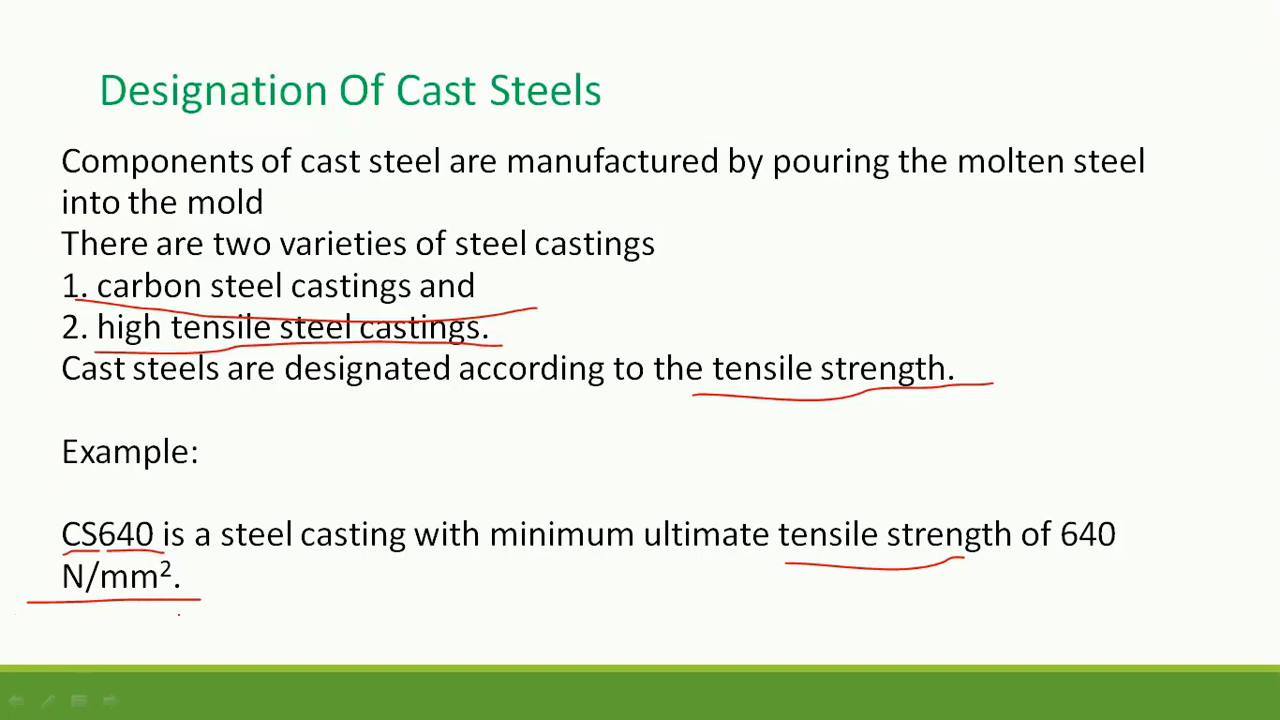 Designation Of Cast Steels
Components of cast steel are manufactured by pouring the molten steel
into the mold
There are two varieties of steel castings
1. carbon steel castings and
2. high tensile steel castings.
Cast steels are designated according to the tensile strength.
Example:
CS640 is a steel casting with minimum ultimate tensile strength of 640
N/mm².